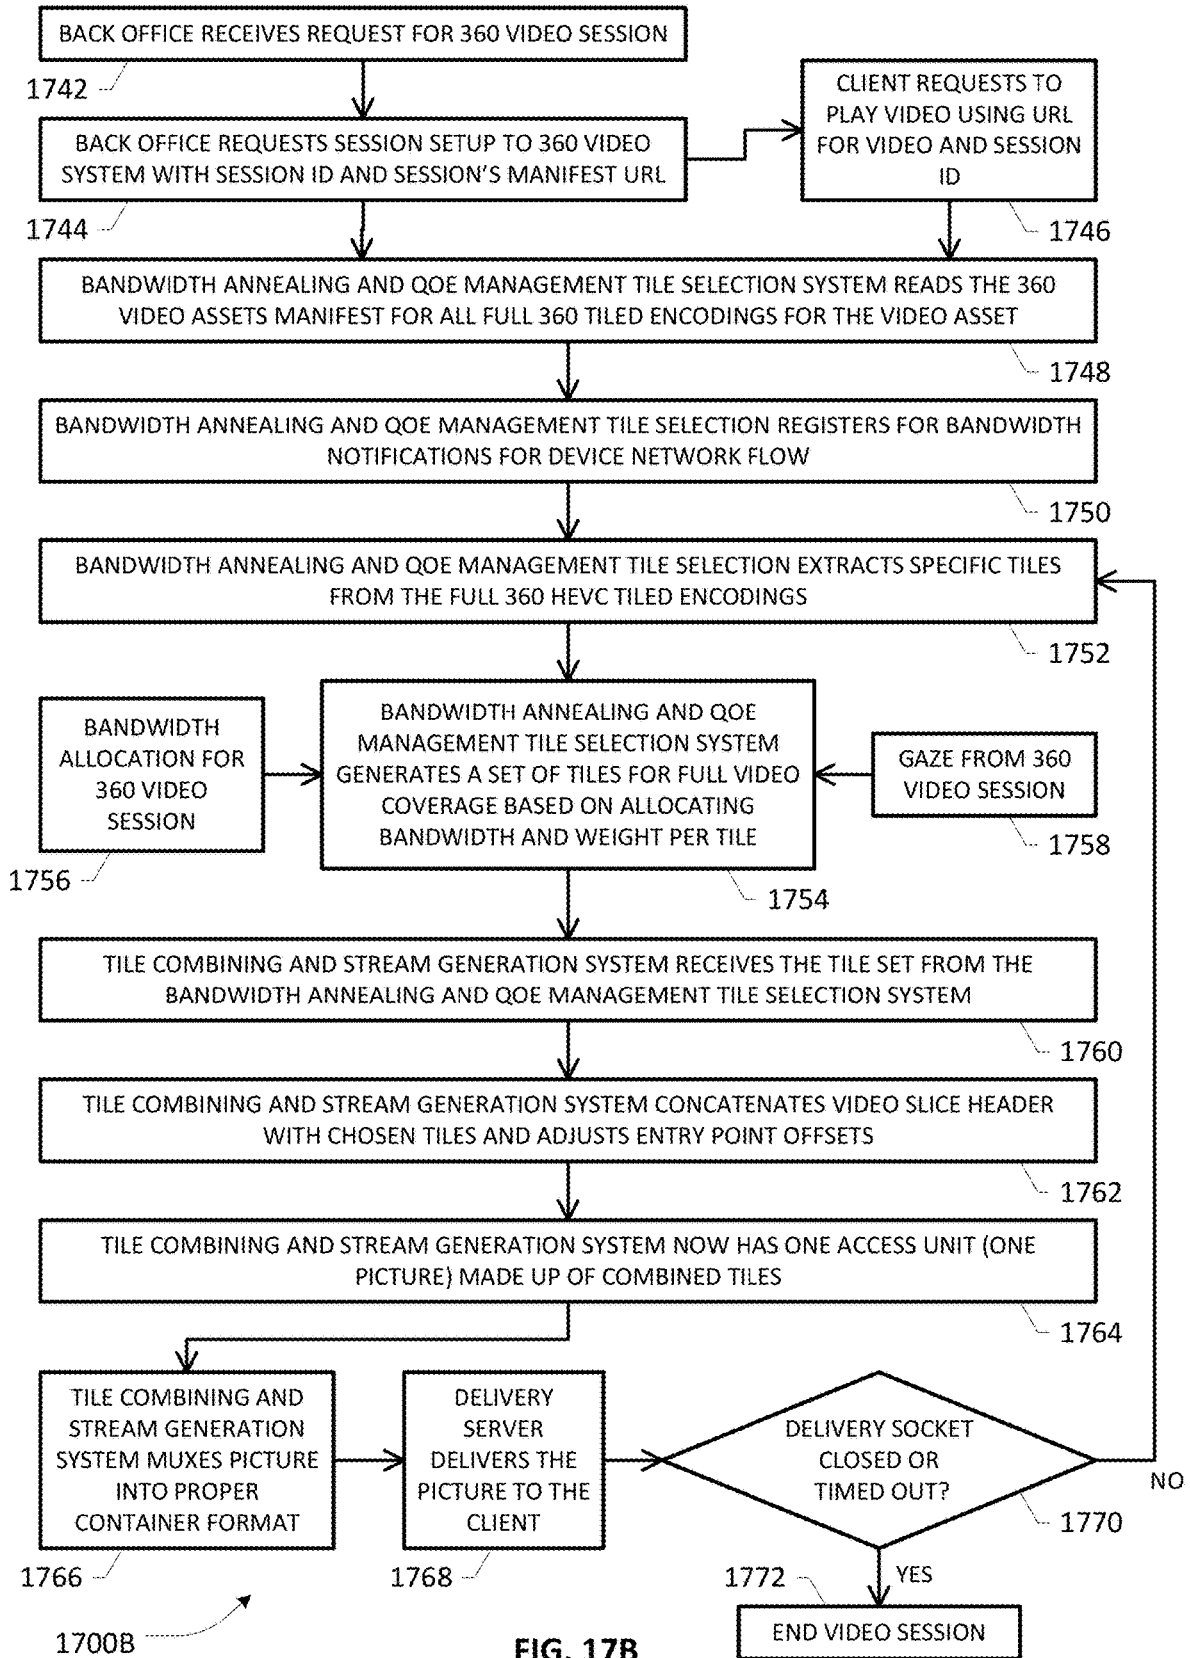 BACK OFFICE RECEIVES REQUEST FOR 360 VIDEO SESSION
1742
BACK OFFICE REQUESTS SESSION SETUP TO 360 VIDEO
SYSTEM WITH SESSION ID AND SESSION'S MANIFEST URL
1744
CLIENT REQUESTS TO
PLAY VIDEO USING URL
FOR VIDEO AND SESSION
ID
1746
BANDWIDTH ANNEALING AND QOE MANAGEMENT TILE SELECTION SYSTEM READS THE 360
VIDEO ASSETS MANIFEST FOR ALL FULL 360 TILED ENCODINGS FOR THE VIDEO ASSET
1748
BANDWIDTH ANNEALING AND QOE MANAGEMENT TILE SELECTION REGISTERS FOR BANDWIDTH
NOTIFICATIONS FOR DEVICE NETWORK FLOW
1750
BANDWIDTH ANNEALING AND QOE MANAGEMENT TILE SELECTION EXTRACTS SPECIFIC TILES
FROM THE FULL 360 HEVC TILED ENCODINGS
1752
BANDWIDTH
ALLOCATION FOR
360 VIDEO
SESSION
1756
BANDWIDTH ANNEALING AND QOE
MANAGEMENT TILE SELECTION SYSTEM
GENERATES A SET OF TILES FOR FULL VIDEO
COVERAGE BASED ON ALLOCATING
BANDWIDTH AND WEIGHT PER TILE
1754
GAZE FROM 360
VIDEO SESSION
1758
TILE COMBINING AND STREAM GENERATION SYSTEM RECEIVES THE TILE SET FROM THE
BANDWIDTH ANNEALING AND QOE MANAGEMENT TILE SELECTION SYSTEM
1760
TILE COMBINING AND STREAM GENERATION SYSTEM CONCATENATES VIDEO SLICE HEADER
WITH CHOSEN TILES AND ADJUSTS ENTRY POINT OFFSETS
1762
TILE COMBINING AND STREAM GENERATION SYSTEM NOW HAS ONE ACCESS UNIT (ONE
PICTURE) MADE UP OF COMBINED TILES
1764
TILE COMBINING AND
STREAM GENERATION
SYSTEM MUXES PICTURE
INTO PROPER
CONTAINER FORMAT
1766
DELIVERY
SERVER
DELIVERS THE
PICTURE TO THE
CLIENT
1768
DELIVERY SOCKET
CLOSED OR
TIMED OUT?
1770
NO
YES
1772
END VIDEO SESSION
1700B
FIG. 17B